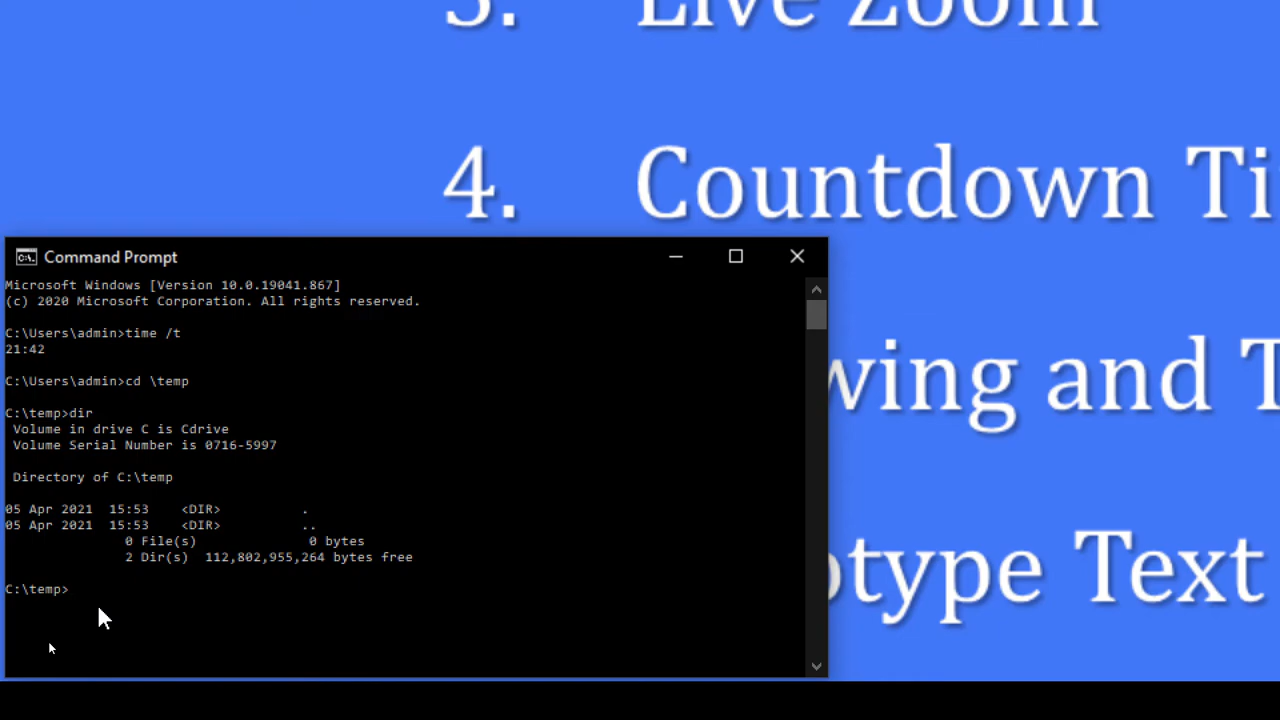 3. Live Zoom
4. Countdown Ti
Command Prompt
Microsoft Windows [Version 10.0.19041.867]
(c) 2020 Microsoft Corporation. All rights reserved.
C:\Users\admin>time /t
21:42
C:\Users\admin>cd \temp
C:\temp>dir
Volume in drive C is Cdrive
Volume Serial Number is 0716-5997
Directory of C:\temp
05 Apr 2021 15:53 <DIR> .
05 Apr 2021 15:53 <DIR> ..
0 File(s) 0 bytes
2 Dir(s) 112,802,955,264 bytes free
C:\temp>
wing and T
otype Text